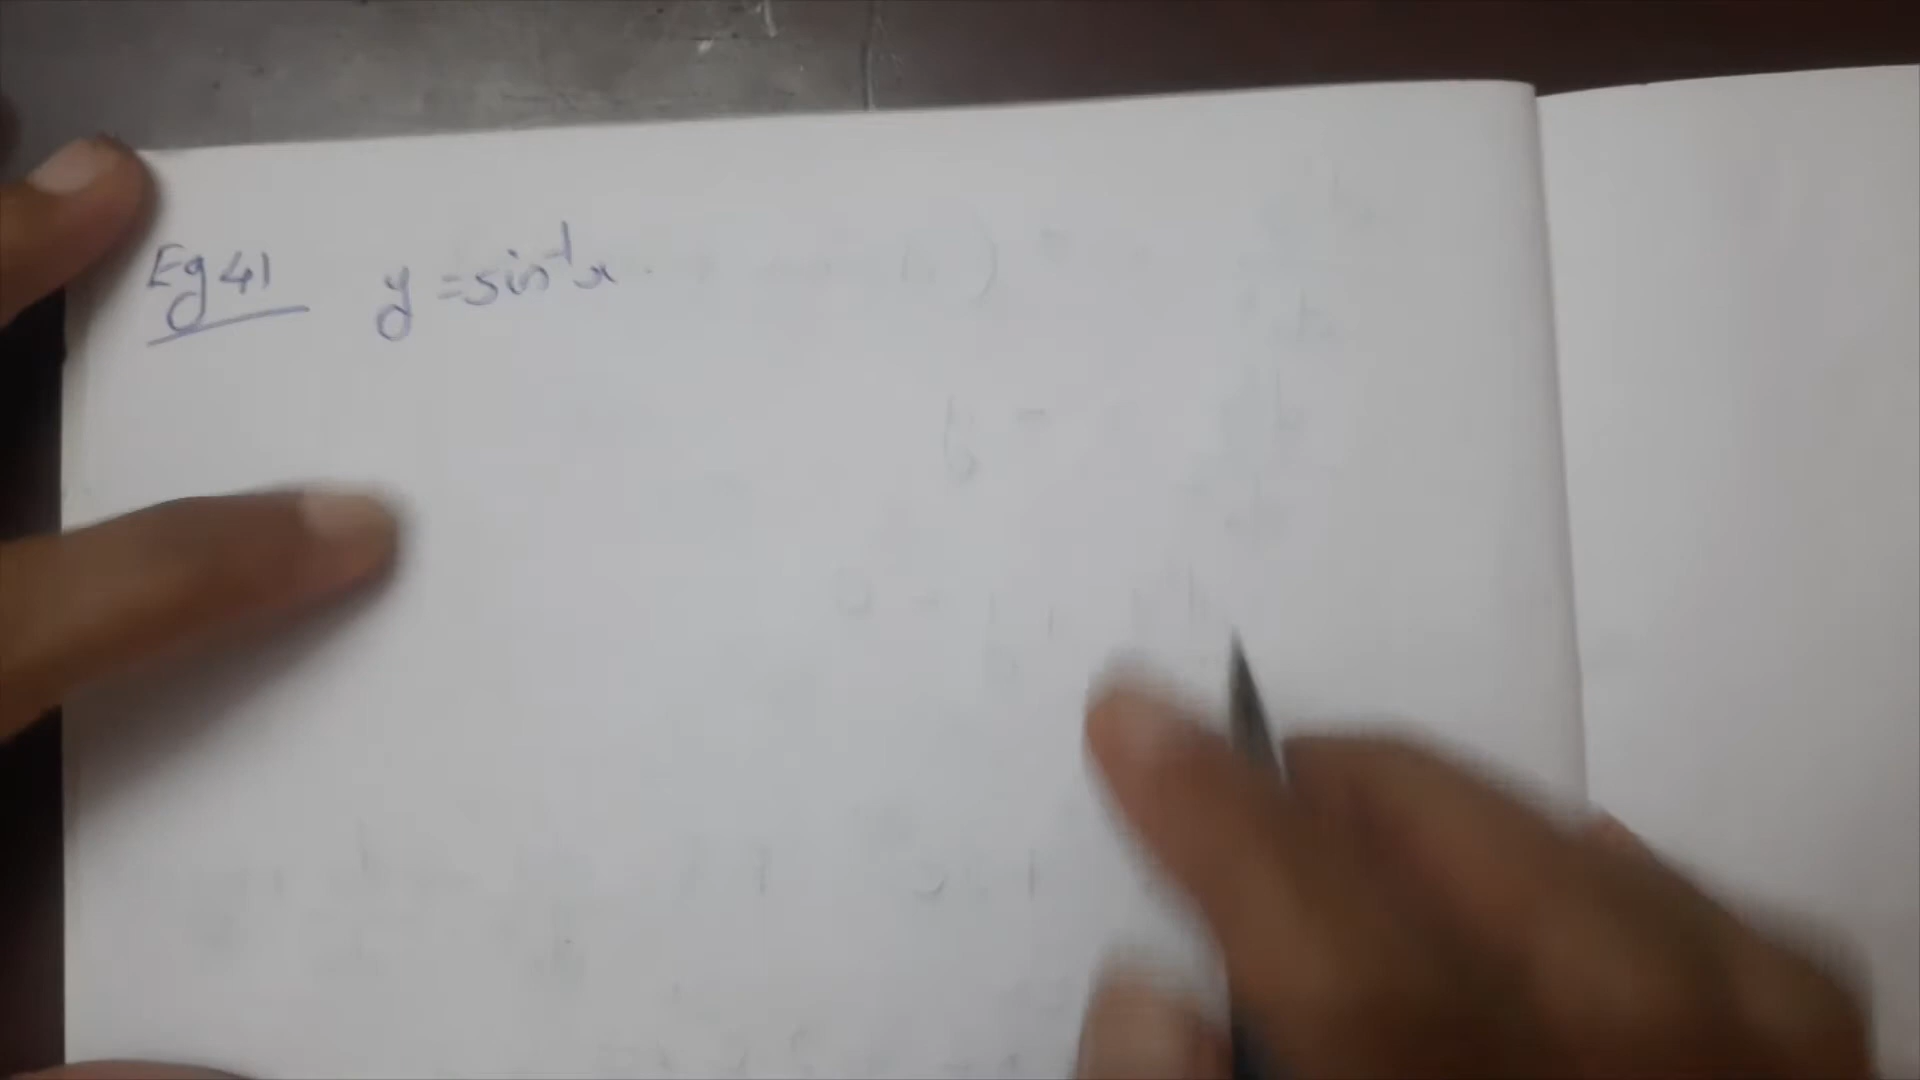 Eg 41 y = sin⁻¹x.